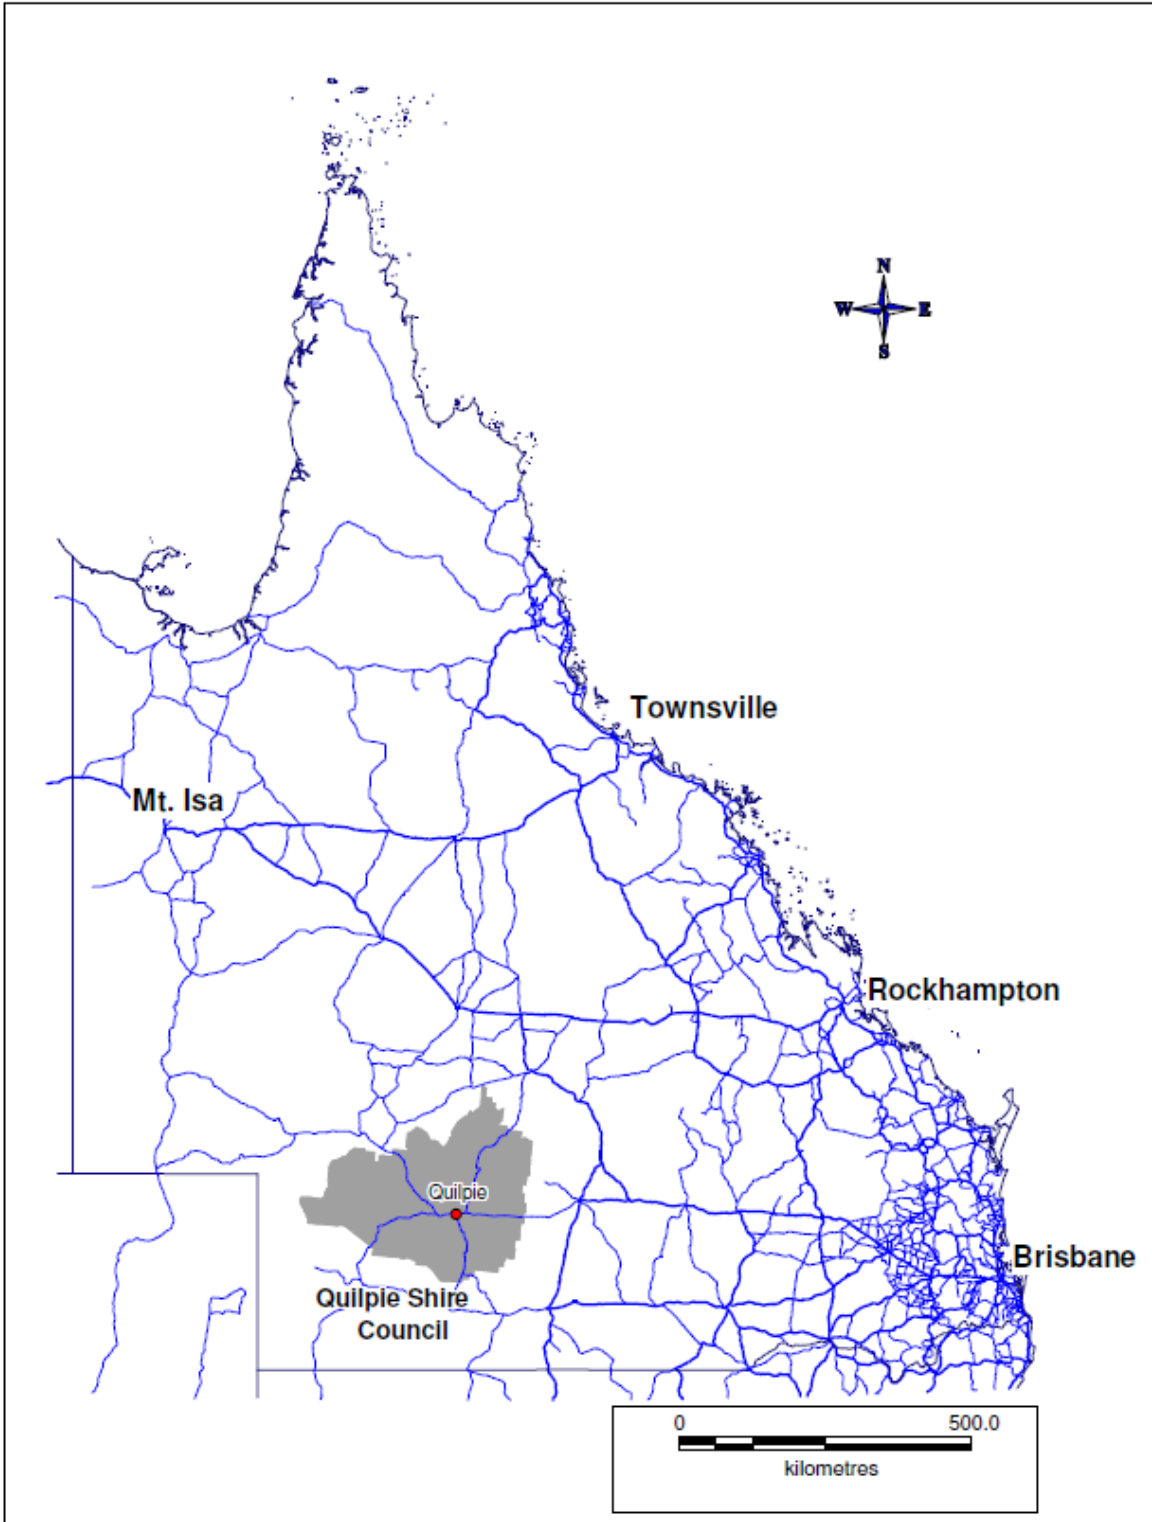 N
W E
S
Townsville
Mt. Isa
Rockhampton
Quilpie
Brisbane
Quilpie Shire
Council
0 500.0
kilometres